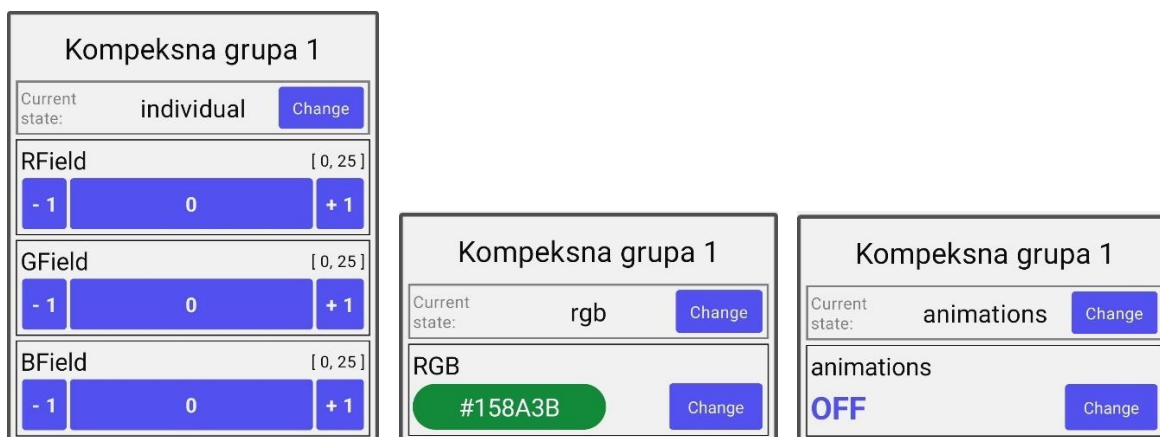 Kompeksna grupa 1
Current
state:
individual
Change
RField
[ 0, 25 ]
- 1
0
+ 1
GField
[ 0, 25 ]
- 1
0
+ 1
BField
[ 0, 25 ]
- 1
0
+ 1
Kompeksna grupa 1
Current
state:
rgb
Change
RGB
#158A3B
Change
Kompeksna grupa 1
Current
state:
animations
Change
animations
OFF
Change